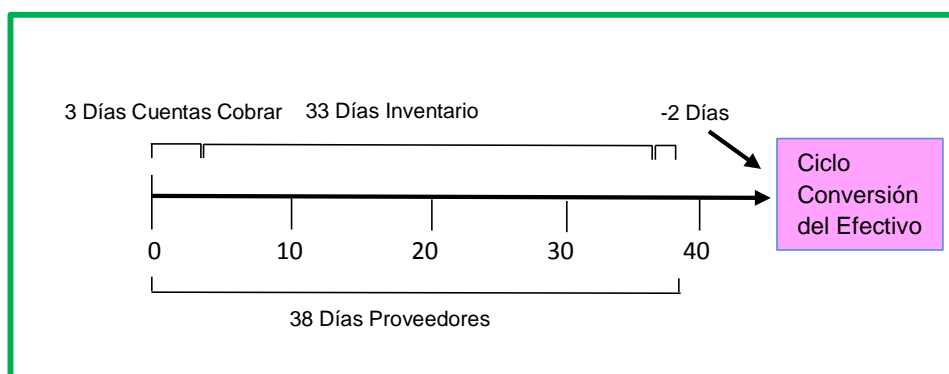 3 Días Cuentas Cobrar
33 Días Inventario
-2 Días
Ciclo
Conversión
del Efectivo
0
10
20
30
40
38 Días Proveedores